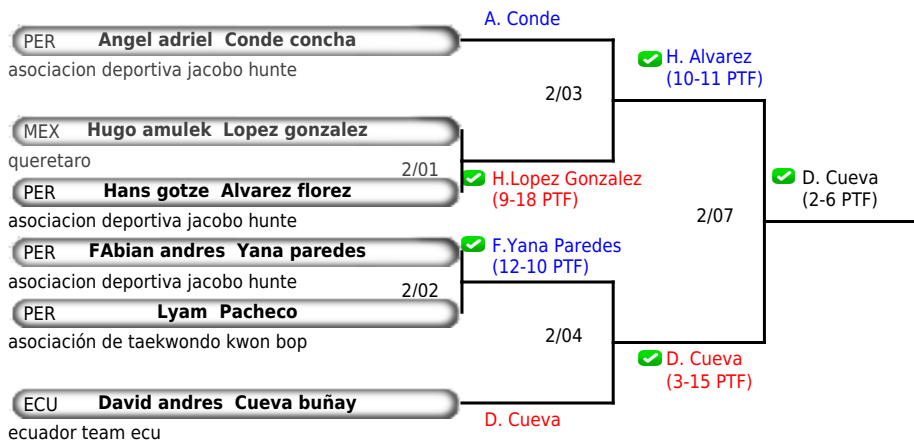 A. Conde
PER Angel adriel Conde concha
asociacion deportiva jacobo hunte
H. Alvarez
(10-11 PTF)
2/03
MEX Hugo amulek Lopez gonzalez
queretaro
2/01
H.Lopez Gonzalez
(9-18 PTF)
PER Hans gotze Alvarez florez
asociacion deportiva jacobo hunte
D. Cueva
(2-6 PTF)
2/07
PER FAbian andres Yana paredes
asociacion deportiva jacobo hunte
F.Yana Paredes
(12-10 PTF)
2/02
PER Lyam Pacheco
asociación de taekwondo kwon bop
2/04
D. Cueva
(3-15 PTF)
ECU David andres Cueva buñay
ecuador team ecu
D. Cueva